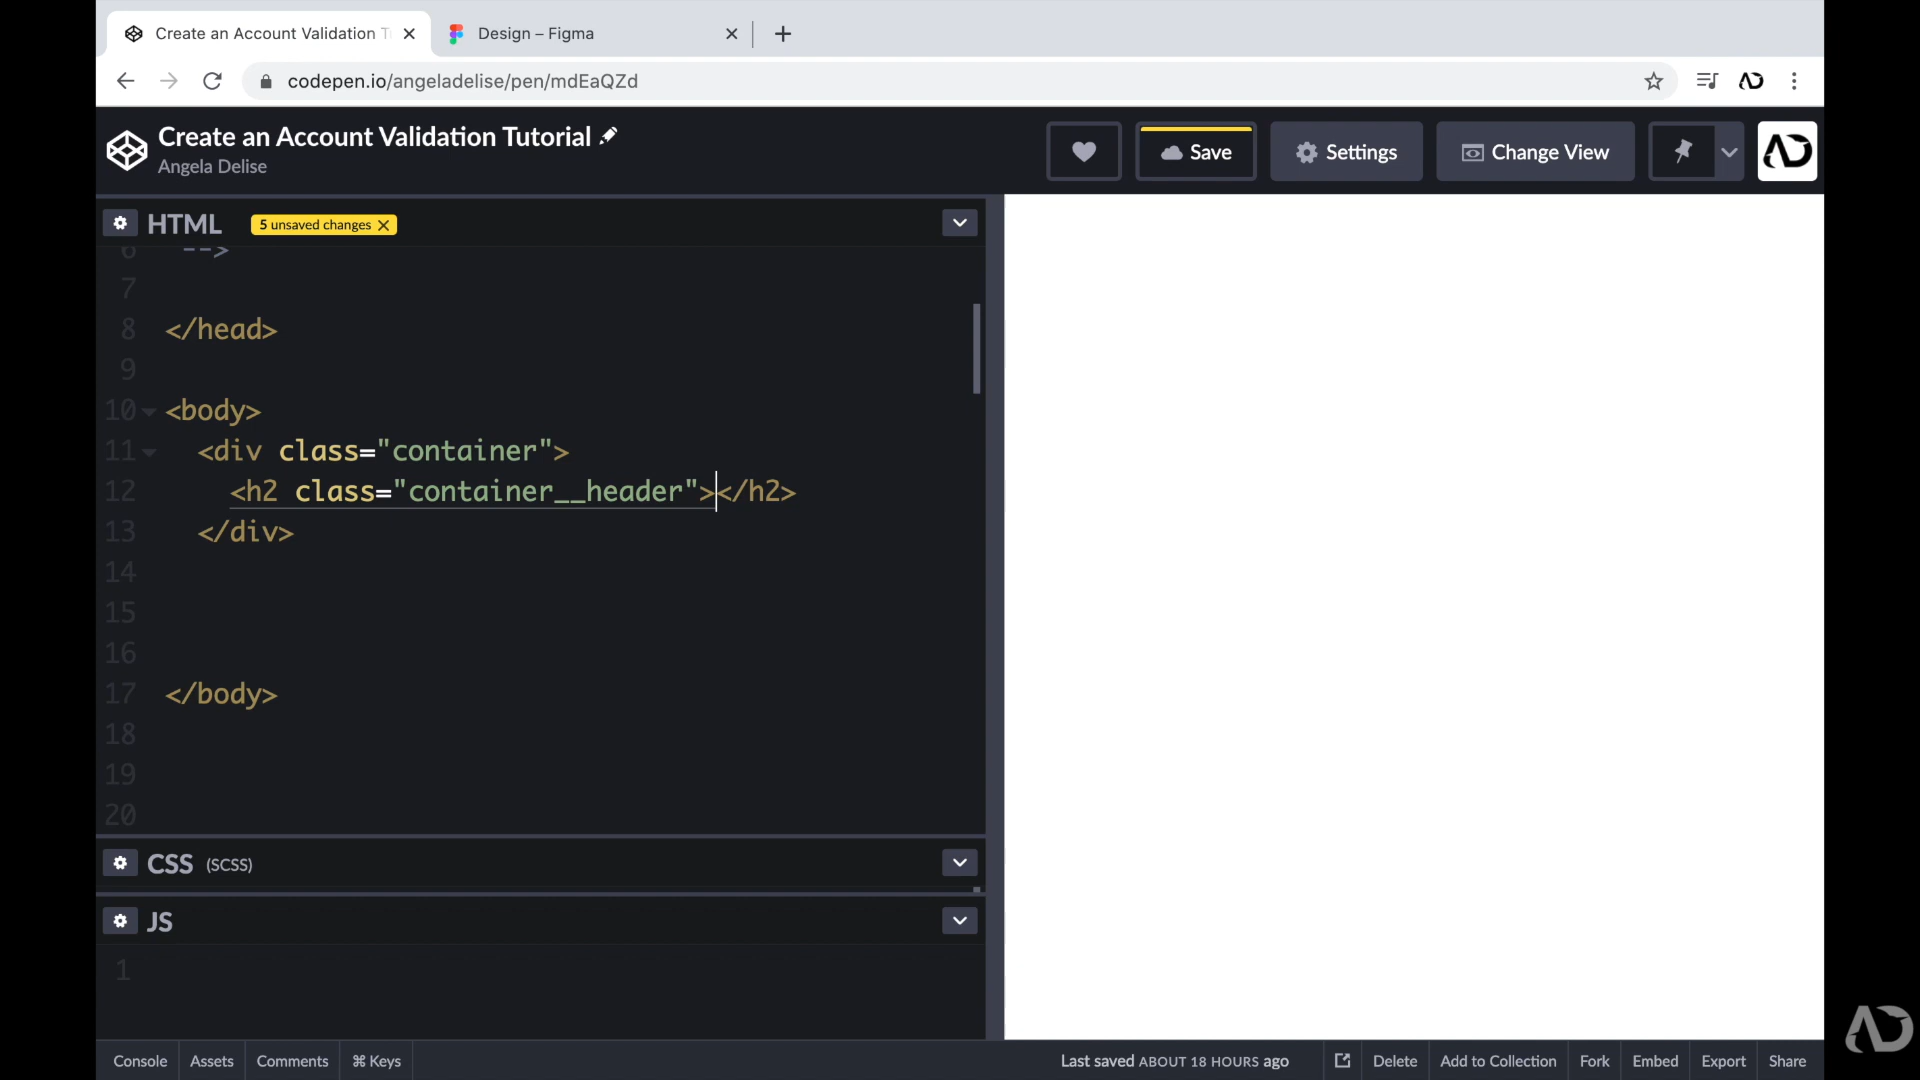 Create an Account Validation T
Design – Figma
codepen.io/angeladelise/pen/mdEaQZd
Create an Account Validation Tutorial
Angela Delise
Save
Settings
Change View
HTML
5 unsaved changes
6 -->
7
8 </head>
9
10 <body>
11 <div class="container">
12 <h2 class="container__header"></h2>
13 </div>
14
15
16
17 </body>
18
19
20
CSS (SCSS)
JS
1
Console Assets Comments ⌘ Keys Last saved ABOUT 18 HOURS ago Delete Add to Collection Fork Embed Export Share